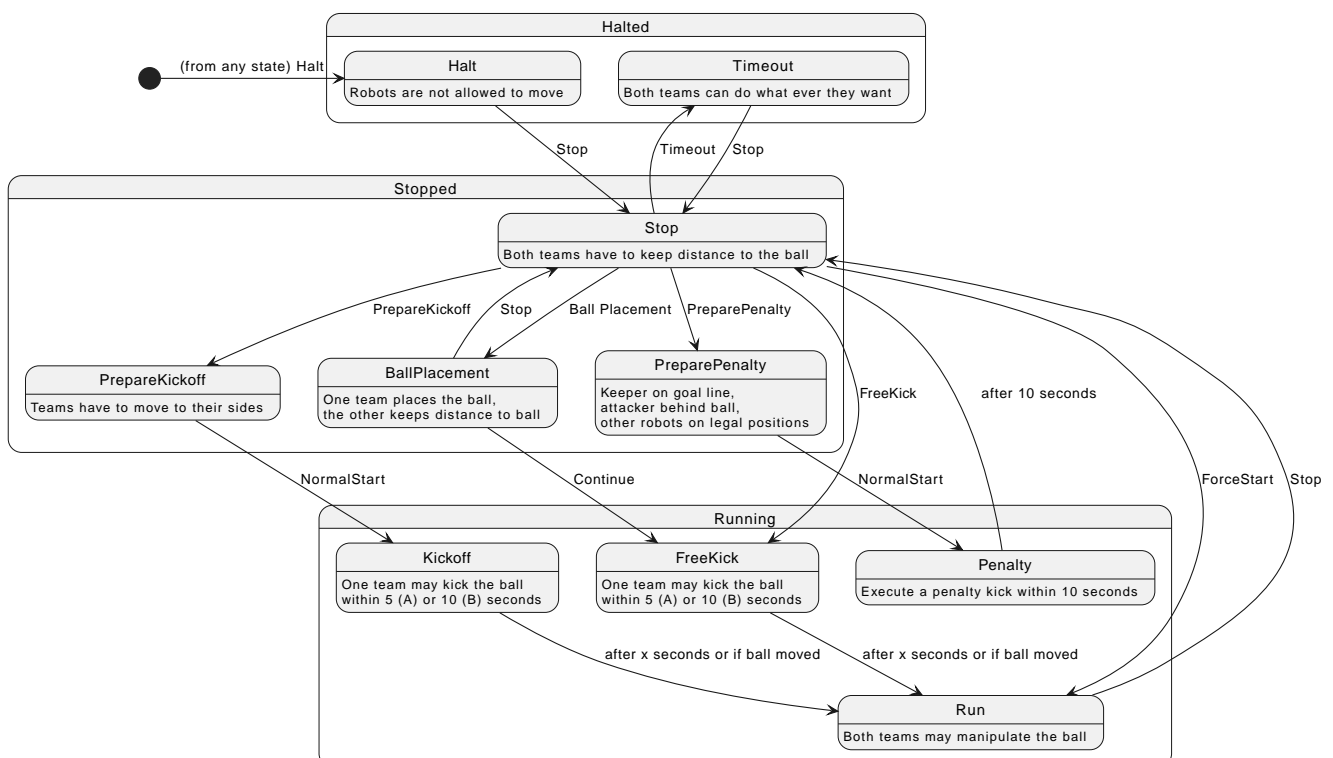 Halted
(from any state) Halt
Halt
Robots are not allowed to move
Timeout
Both teams can do what ever they want
Stop
Timeout
Stop
Stopped
Stop
Both teams have to keep distance to the ball
PrepareKickoff
Stop
Ball Placement
PreparePenalty
PrepareKickoff
Teams have to move to their sides
BallPlacement
One team places the ball,
the other keeps distance to ball
PreparePenalty
Keeper on goal line,
attacker behind ball,
other robots on legal positions
FreeKick
after 10 seconds
NormalStart
Continue
NormalStart
ForceStart
Stop
Running
Kickoff
One team may kick the ball
within 5 (A) or 10 (B) seconds
FreeKick
One team may kick the ball
within 5 (A) or 10 (B) seconds
Penalty
Execute a penalty kick within 10 seconds
after x seconds or if ball moved
after x seconds or if ball moved
Run
Both teams may manipulate the ball